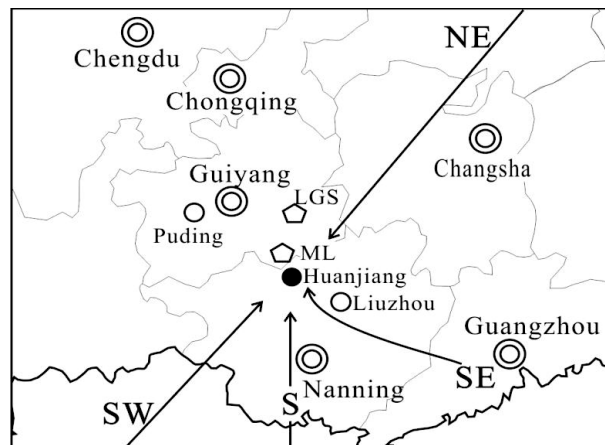 NE
Chengdu
Chongqing
Changsha
Guiyang
LGS
Puding
ML
Huanjiang
Liuzhou
Guangzhou
Nanning
SE
S
SW